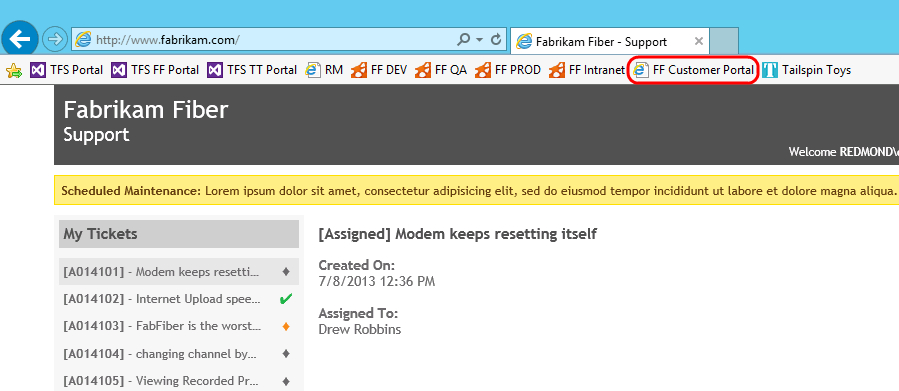 http://www.fabrikam.com/
Fabrikam Fiber - Support
TFS Portal TFS FF Portal TFS TT Portal RM FF DEV FF QA FF PROD FF Intranet FF Customer Portal Tailspin Toys
Fabrikam Fiber
Support
Welcome REDMOND\
Scheduled Maintenance: Lorem ipsum dolor sit amet, consectetur adipisicing elit, sed do eiusmod tempor incididunt ut labore et dolore magna aliqua.
My Tickets
[A014101] - Modem keeps resetti...
[A014102] - Internet Upload spee...
[A014103] - FabFiber is the worst...
[A014104] - changing channel by...
[A014105] - Viewing Recorded Pr...
[Assigned] Modem keeps resetting itself
Created On:
7/8/2013 12:36 PM
Assigned To:
Drew Robbins